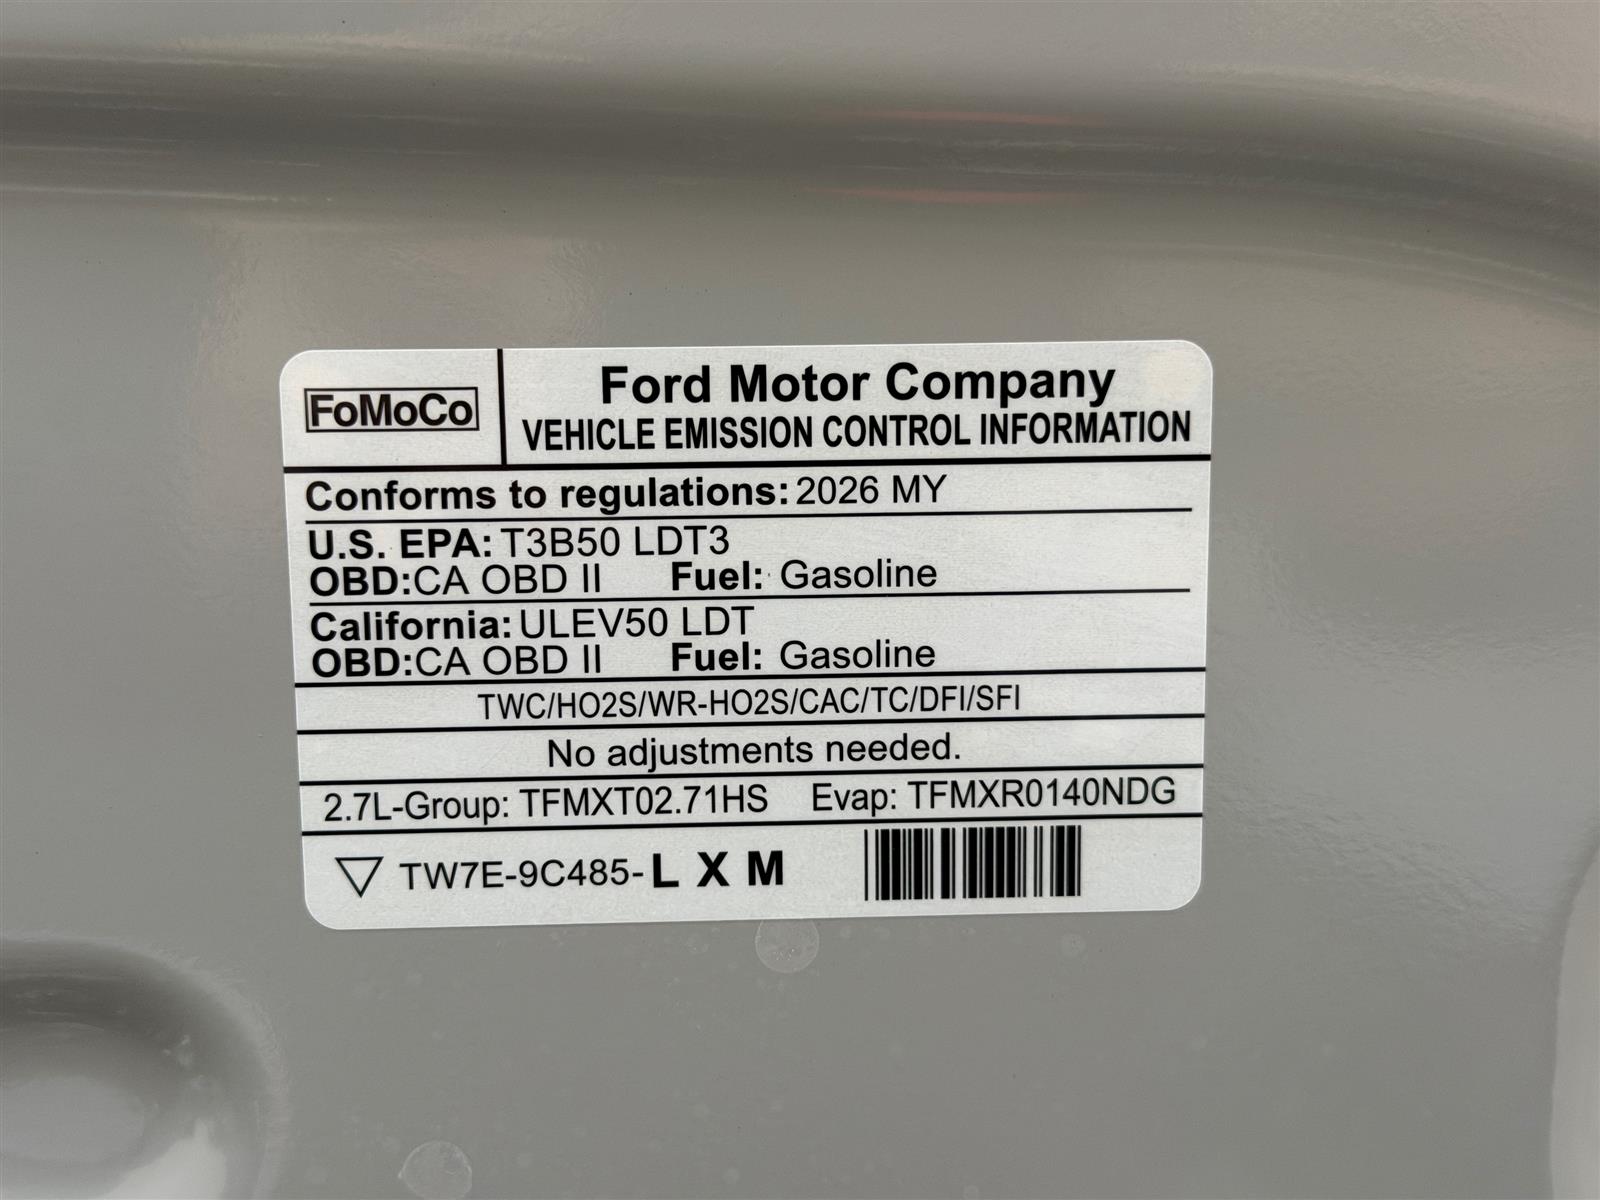 FoMoCo
Ford Motor Company
VEHICLE EMISSION CONTROL INFORMATION
Conforms to regulations: 2026 MY
U.S. EPA: T3B50 LDT3
OBD: CA OBD II Fuel: Gasoline
California: ULEV50 LDT
OBD: CA OBD II Fuel: Gasoline
TWC/HO2S/WR-HO2S/CAC/TC/DFI/SFI
No adjustments needed.
2.7L-Group: TFMXT02.71HS Evap: TFMXR0140NDG
TW7E-9C485-L X M